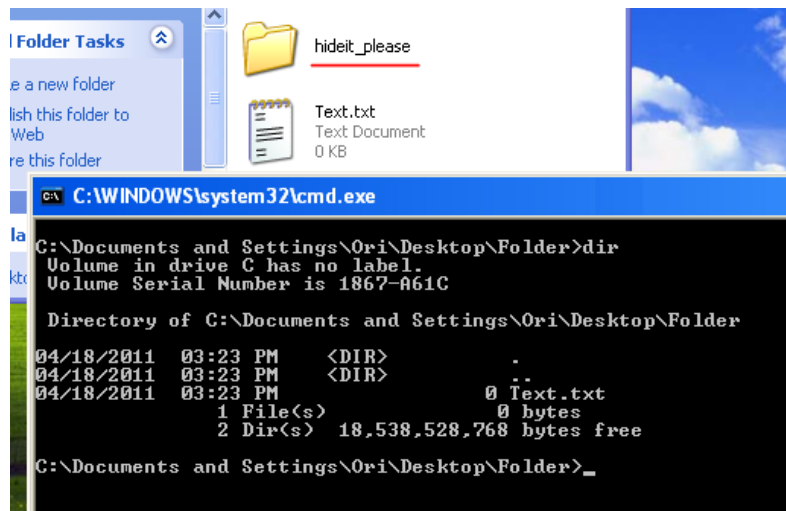 Folder Tasks
e a new folder
lish this folder to
Web
re this folder
hideit_please
Text.txt
Text Document
0 KB
C:\WINDOWS\system32\cmd.exe
C:\Documents and Settings\Ori\Desktop\Folder>dir
Volume in drive C has no label.
Volume Serial Number is 1867-A61C
Directory of C:\Documents and Settings\Ori\Desktop\Folder
04/18/2011 03:23 PM <DIR> .
04/18/2011 03:23 PM <DIR> ..
04/18/2011 03:23 PM 0 Text.txt
1 File(s) 0 bytes
2 Dir(s) 18,538,528,768 bytes free
C:\Documents and Settings\Ori\Desktop\Folder>_